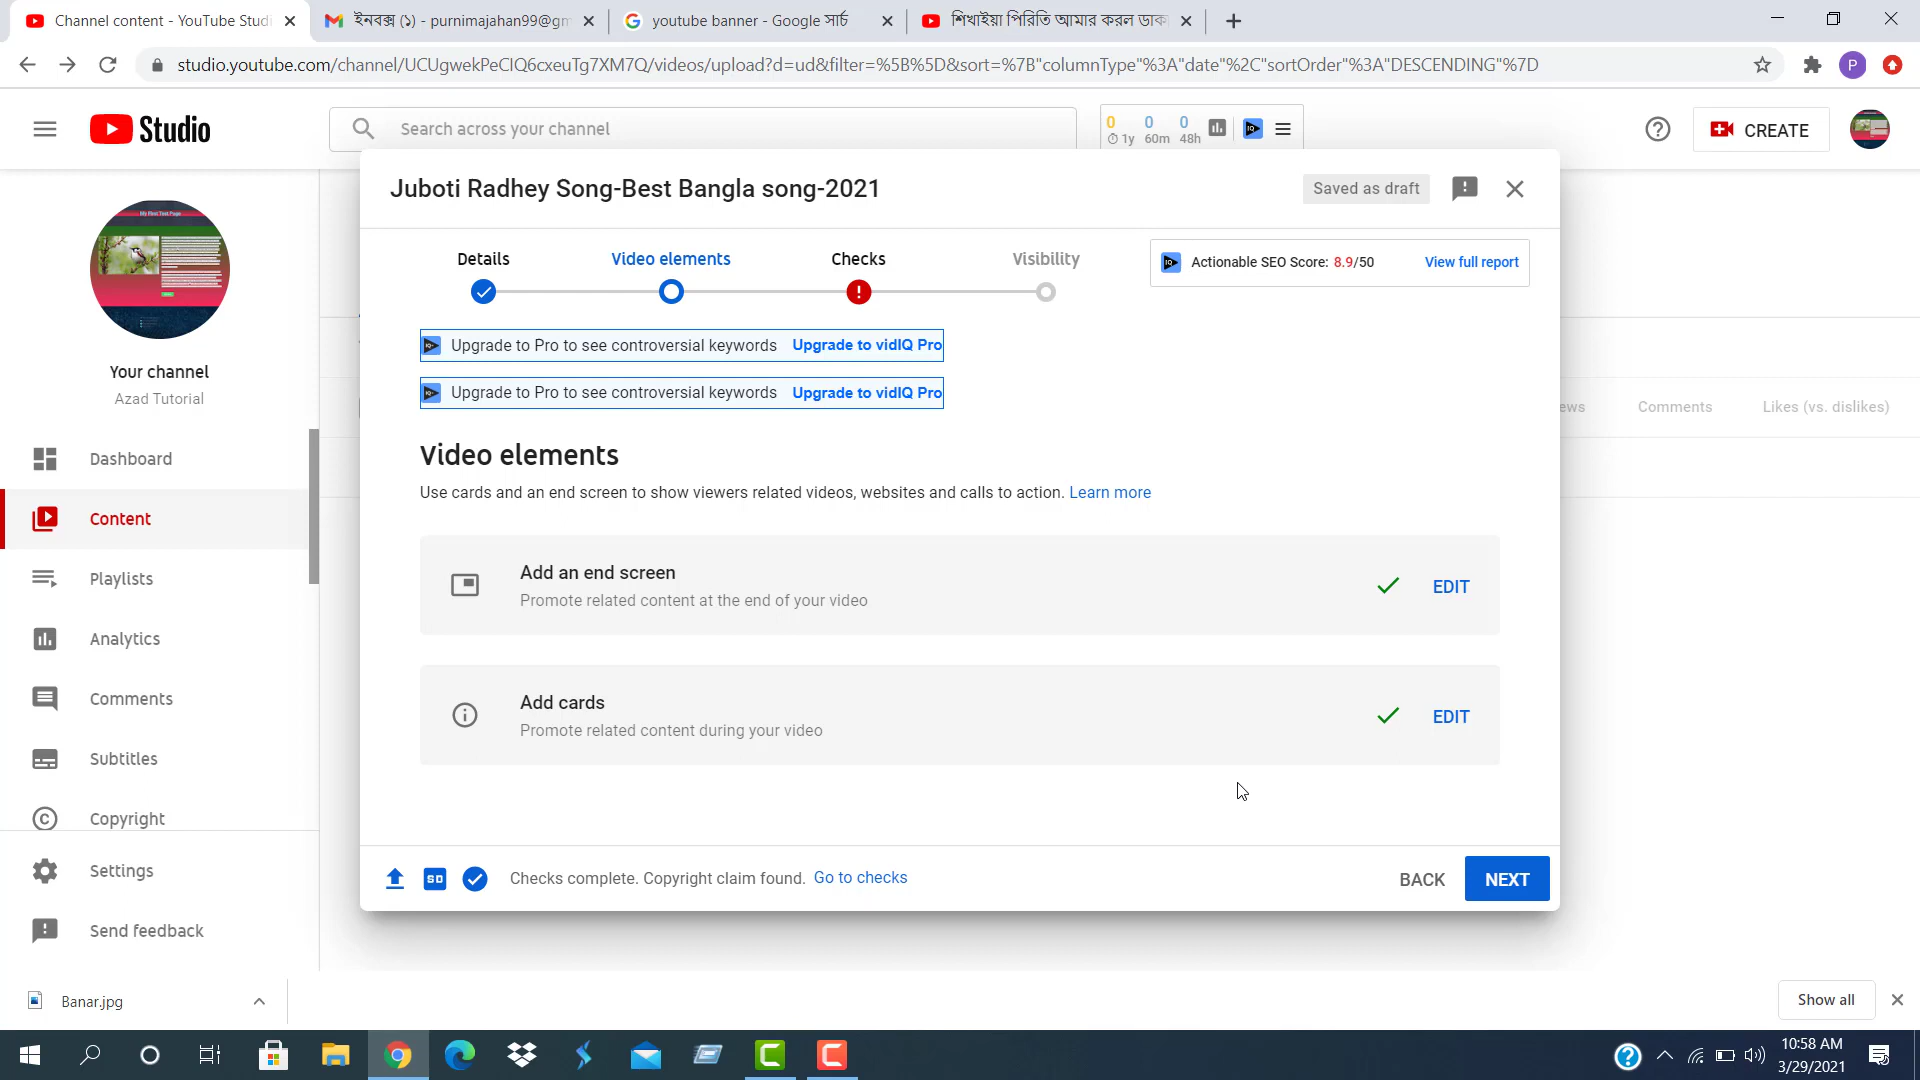 Channel content - YouTube Studi
ইনবক্স (১) - purnimajahan99@gm
youtube banner - Google সার্চ
শিখাইয়া পিরিতি আমার করল ডাকা
studio.youtube.com/channel/UCUgwekPeCIQ6cxeuTg7XM7Q/videos/upload?d=ud&filter=%5B%5D&sort=%7B"columnType"%3A"date"%2C"sortOrder"%3A"DESCENDING"%7D
P
Studio
Search across your channel
0 0 0
1y 60m 48h
CREATE
Juboti Radhey Song-Best Bangla song-2021
Saved as draft
Details
Video elements
Checks
Visibility
Actionable SEO Score: 8.9/50
View full report
My First Test Page
Upgrade to Pro to see controversial keywords Upgrade to vidIQ Pro
Upgrade to Pro to see controversial keywords Upgrade to vidIQ Pro
Your channel
Azad Tutorial
ews
Comments
Likes (vs. dislikes)
Video elements
Use cards and an end screen to show viewers related videos, websites and calls to action. Learn more
Dashboard
Content
Playlists
Analytics
Comments
Subtitles
Copyright
Settings
Send feedback
Add an end screen
Promote related content at the end of your video
EDIT
Add cards
Promote related content during your video
EDIT
SD
Checks complete. Copyright claim found. Go to checks
BACK
NEXT
Banar.jpg
Show all
10:58 AM
3/29/2021